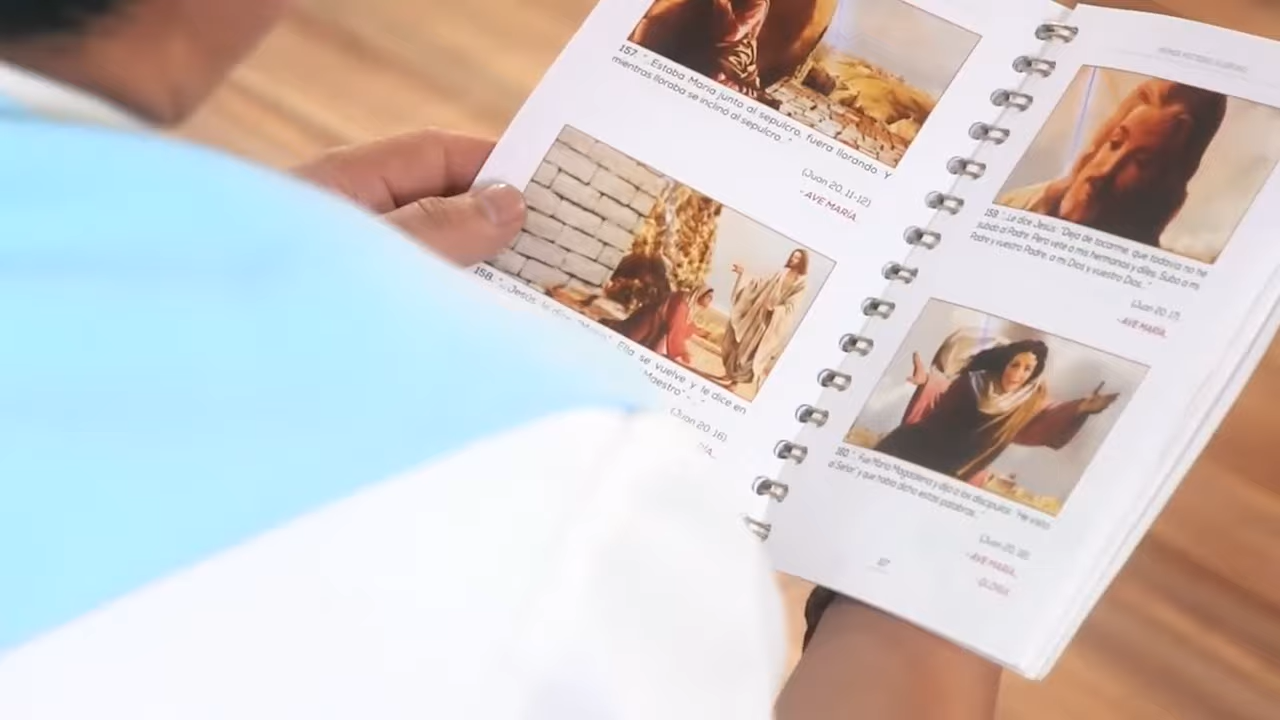 157. "...Estaba María junto al sepulcro, fuera llorando. Y
mientras lloraba se inclinó al sepulcro..."
(Juan 20, 11-12)
- AVE MARÍA.
158. "...Jesús le dice: Ella se vuelve y le dice en
Maestro" - ..."
(Juan 20, 16)
ÍA.
159. "...Le dice Jesús: "Deja de tocarme, que todavía no he
subido al Padre. Pero vete a mis hermanos y diles: Subo a mi
Padre y vuestro Padre, a mi Dios y vuestro Dios..."
(Juan 20, 17)
- AVE MARÍA.
160. "...Fue María Magdalena y dijo a los discípulos: "He visto
al Señor" y que había dicho estas palabras..."
(Juan 20, 18)
- AVE MARÍA.
- GLORIA.